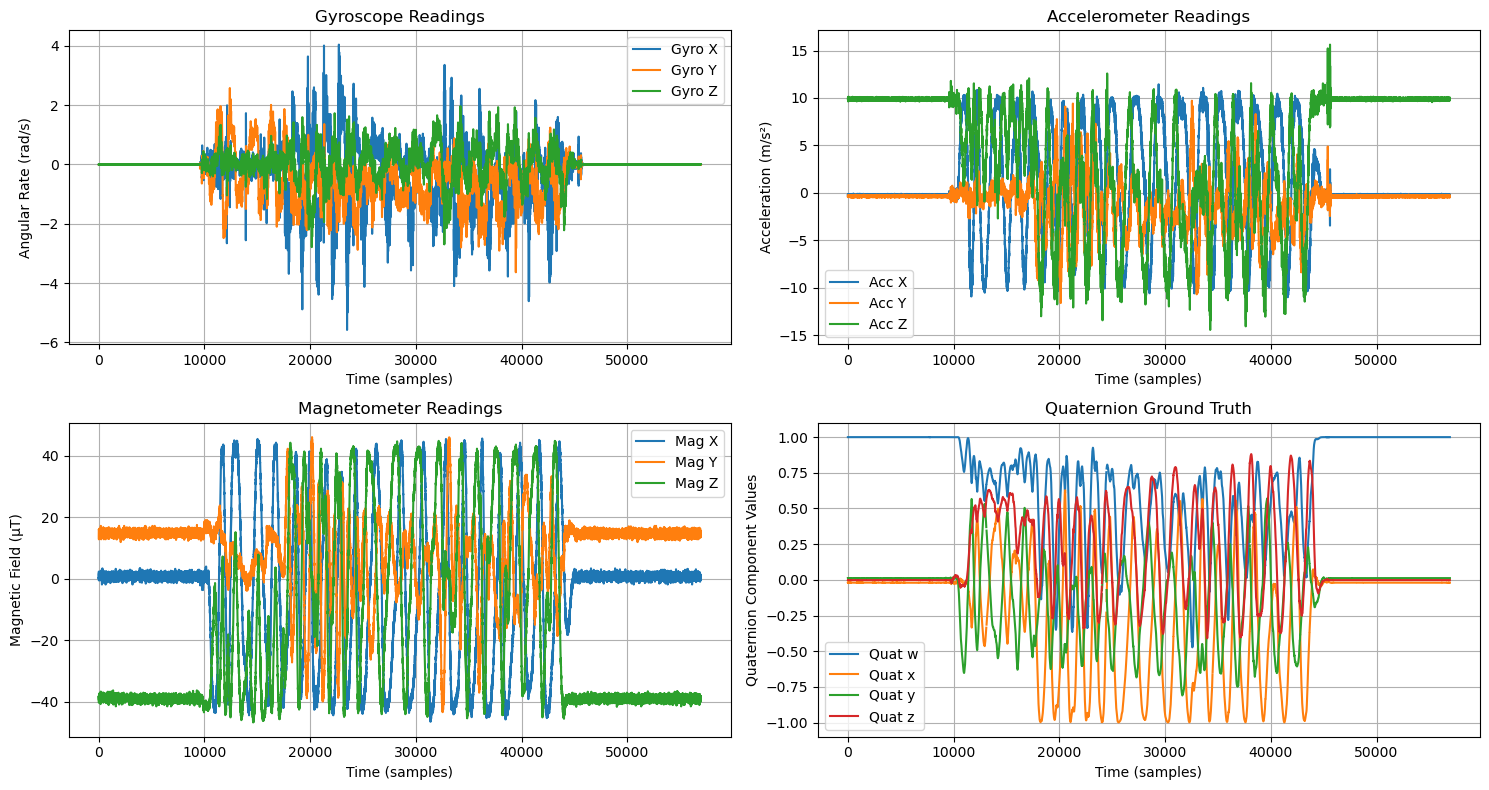 Gyroscope Readings
Angular Rate (rad/s)
4
2
0
−2
−4
−6
Gyro X
Gyro Y
Gyro Z
0 10000 20000 30000 40000 50000
Time (samples)
Accelerometer Readings
Acceleration (m/s²)
15
10
5
0
−5
−10
−15
Acc X
Acc Y
Acc Z
0 10000 20000 30000 40000 50000
Time (samples)
Magnetometer Readings
Magnetic Field (μT)
40
20
0
−20
−40
Mag X
Mag Y
Mag Z
0 10000 20000 30000 40000 50000
Time (samples)
Quaternion Ground Truth
Quaternion Component Values
1.00
0.75
0.50
0.25
0.00
−0.25
−0.50
−0.75
−1.00
Quat w
Quat x
Quat y
Quat z
0 10000 20000 30000 40000 50000
Time (samples)